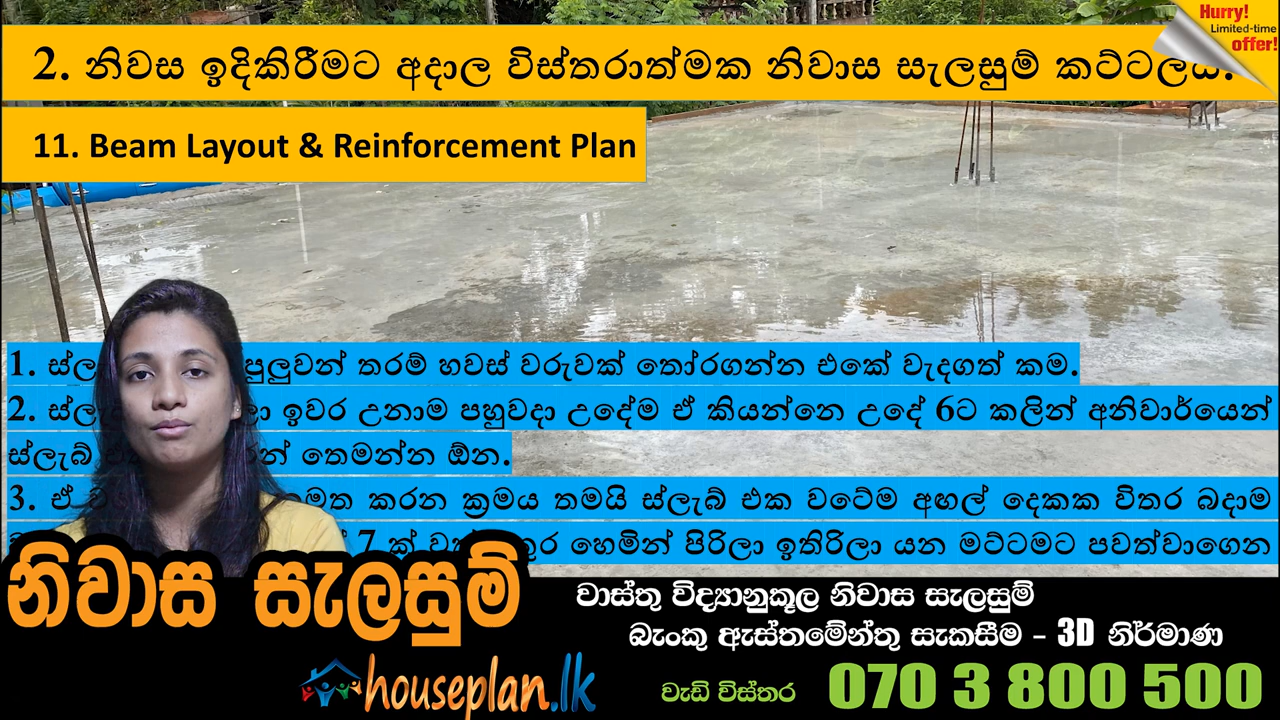 Hurry!
Limited-time
offer!
2. නිවස ඉදිකිරීමට අදාල විස්තරාත්මක නිවාස සැලසුම් කට්ටලය.
11. Beam Layout & Reinforcement Plan
1. පුලුවන් තරම් හවස් වරුවක් තෝරගන්න එකේ වැදගත් කම.
2. ඉවර උනාම පහුවදා උදේම ඒ කියන්නෙ උදේ 6ට කලින් අනිවාර්යෙන්
ස්ලැබ් තෙමන්න ඕන.
3. ඒ කරන ක්‍රමය තමයි ස්ලැබ් එක වටේම අඟල් දෙකක විතර බදාම
7 ක් හෙමින් පිරිලා ඉතිරිලා යන මට්ටමට පවත්වාගෙන
නිවාස සැලසුම්
වාස්තු විද්‍යානුකූල නිවාස සැලසුම්
බැංකු ඇස්තමේන්තු සැකසීම - 3D නිර්මාණ
houseplan.lk
වැඩි විස්තර 070 3 800 500